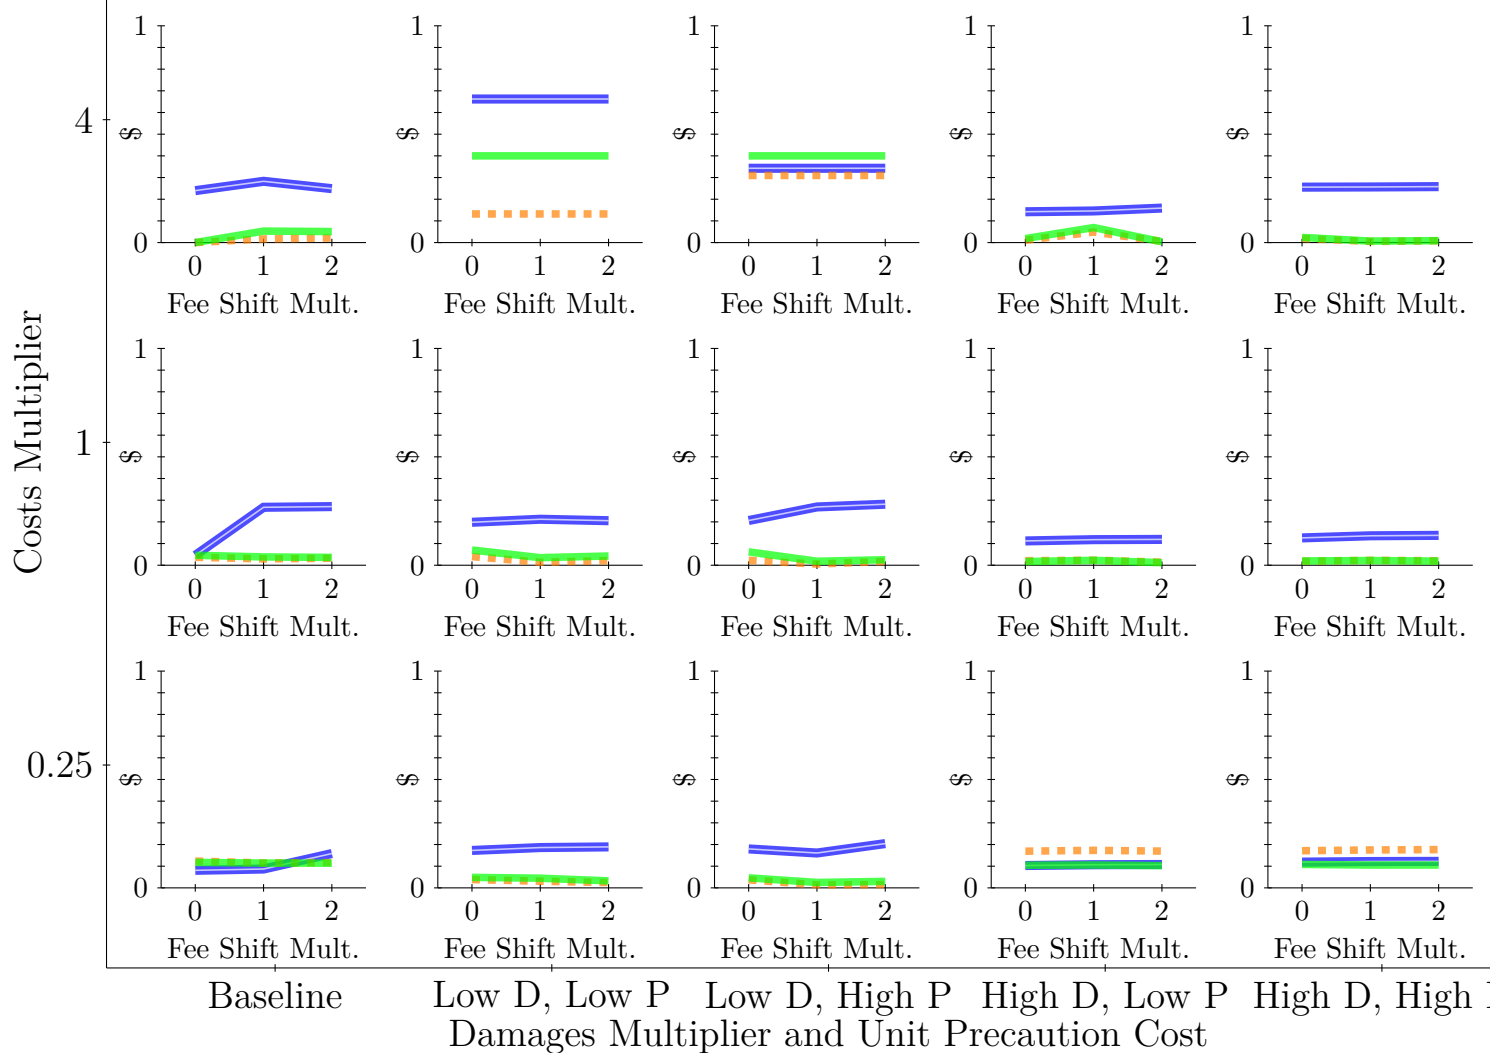 1 1 1 1 1
4 $ $ $ $ $
0 0 0 0 0
0 1 2 0 1 2 0 1 2 0 1 2 0 1 2
Fee Shift Mult. Fee Shift Mult. Fee Shift Mult. Fee Shift Mult. Fee Shift Mult.
Costs Multiplier
1 1 1 1 1
1 $ $ $ $ $
0 0 0 0 0
0 1 2 0 1 2 0 1 2 0 1 2 0 1 2
Fee Shift Mult. Fee Shift Mult. Fee Shift Mult. Fee Shift Mult. Fee Shift Mult.
1 1 1 1 1
0.25 $ $ $ $ $
0 0 0 0 0
0 1 2 0 1 2 0 1 2 0 1 2 0 1 2
Fee Shift Mult. Fee Shift Mult. Fee Shift Mult. Fee Shift Mult. Fee Shift Mult.
Baseline Low D, Low P Low D, High P High D, Low P High D, High
Damages Multiplier and Unit Precaution Cost